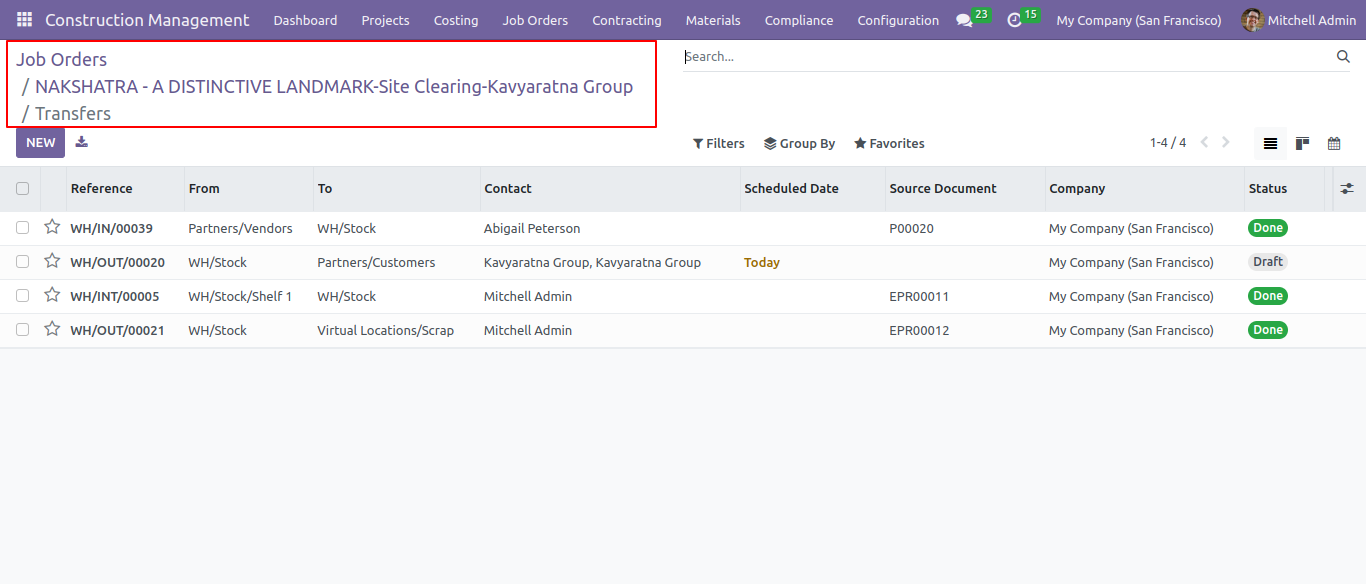 Construction Management Dashboard Projects Costing Job Orders Contracting Materials Compliance Configuration 23 15 My Company (San Francisco) Mitchell Admin
Job Orders
/ NAKSHATRA - A DISTINCTIVE LANDMARK-Site Clearing-Kavyaratna Group
/ Transfers
Search...
NEW
Filters Group By Favorites 1-4 / 4
Reference From To Contact Scheduled Date Source Document Company Status
WH/IN/00039 Partners/Vendors WH/Stock Abigail Peterson P00020 My Company (San Francisco) Done
WH/OUT/00020 WH/Stock Partners/Customers Kavyaratna Group, Kavyaratna Group Today My Company (San Francisco) Draft
WH/INT/00005 WH/Stock/Shelf 1 WH/Stock Mitchell Admin EPR00011 My Company (San Francisco) Done
WH/OUT/00021 WH/Stock Virtual Locations/Scrap Mitchell Admin EPR00012 My Company (San Francisco) Done